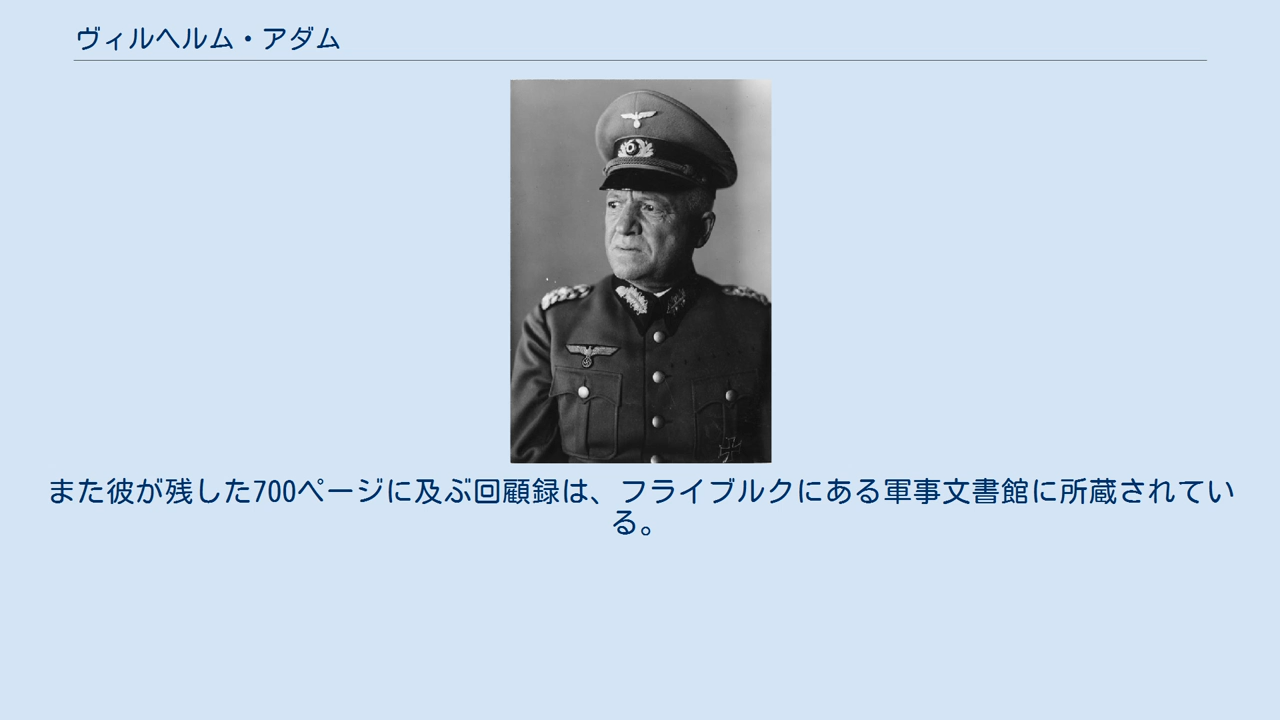 ヴィルヘルム・アダム
また彼が残した700ページに及ぶ回顧録は、フライブルクにある軍事文書館に所蔵されてい
る。